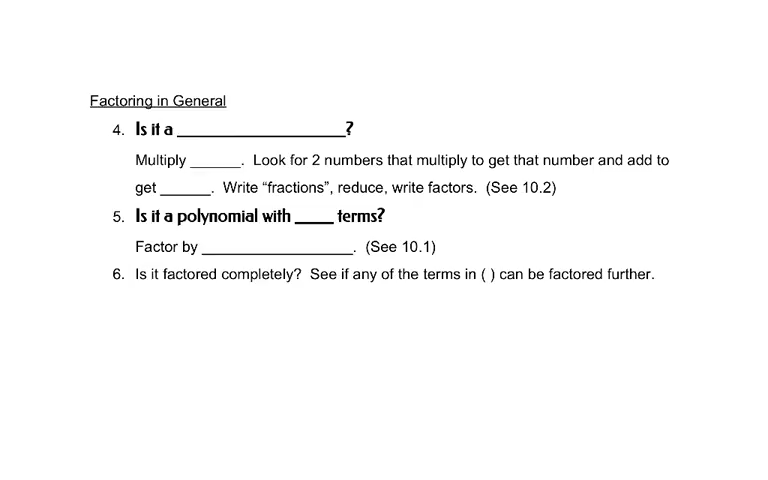 Factoring in General
4. Is it a ____________________?
Multiply ______. Look for 2 numbers that multiply to get that number and add to
get ______. Write “fractions”, reduce, write factors. (See 10.2)
5. Is it a polynomial with ____ terms?
Factor by __________________. (See 10.1)
6. Is it factored completely? See if any of the terms in ( ) can be factored further.